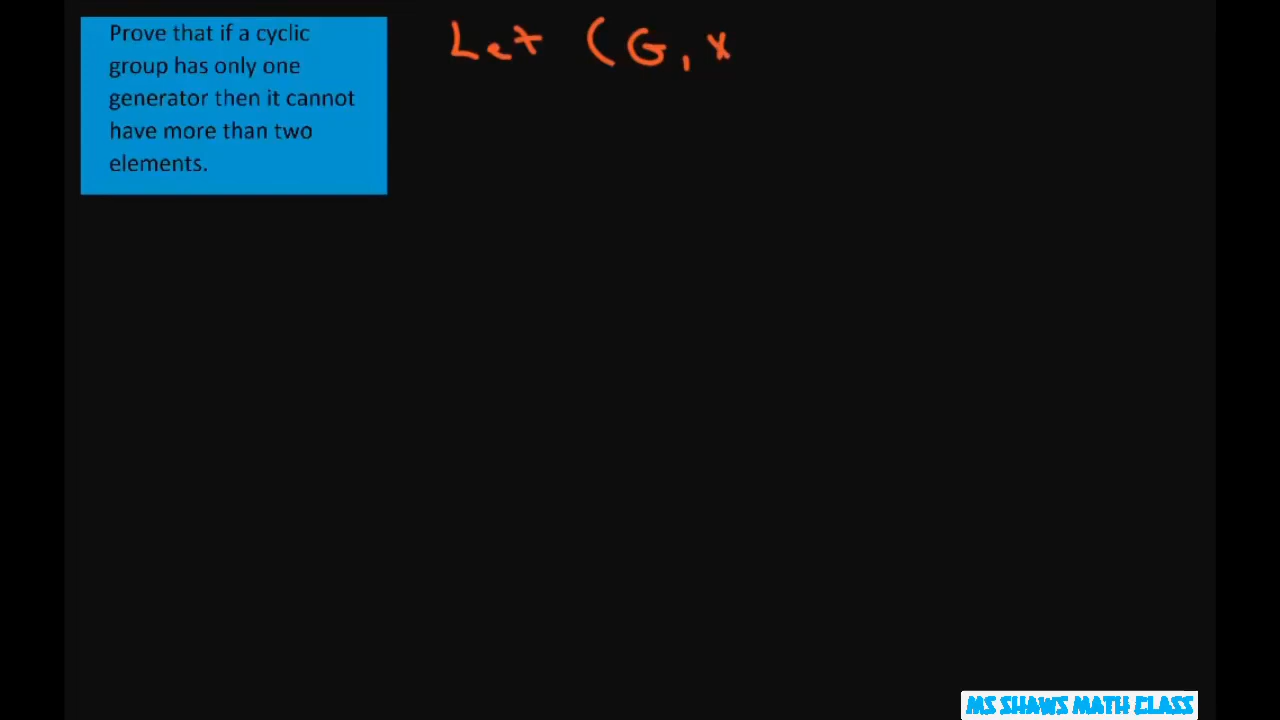 Prove that if a cyclic
group has only one
generator then it cannot
have more than two
elements.
Let (G, *
MS SHAWS MATH CLASS